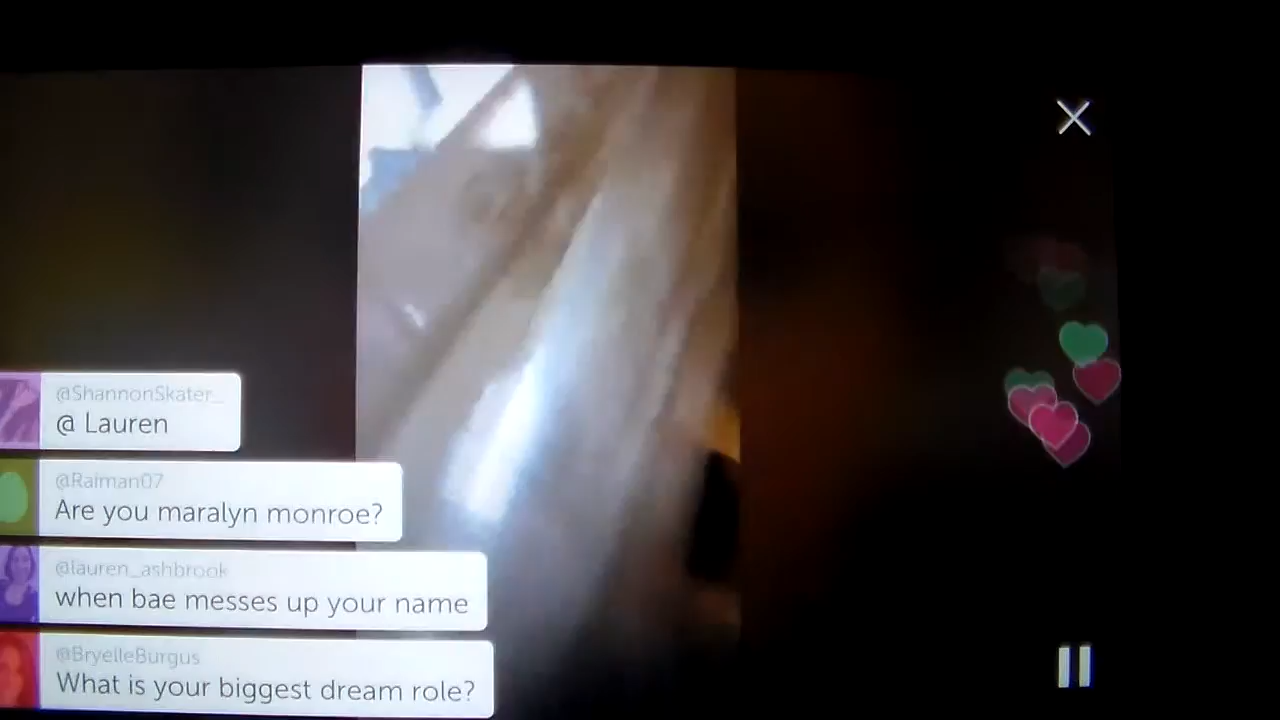 @ShannonSkater_
@ Lauren
@Raiman07
Are you maralyn monroe?
@lauren_ashbrook
when bae messes up your name
@BryelleBurgus
What is your biggest dream role?